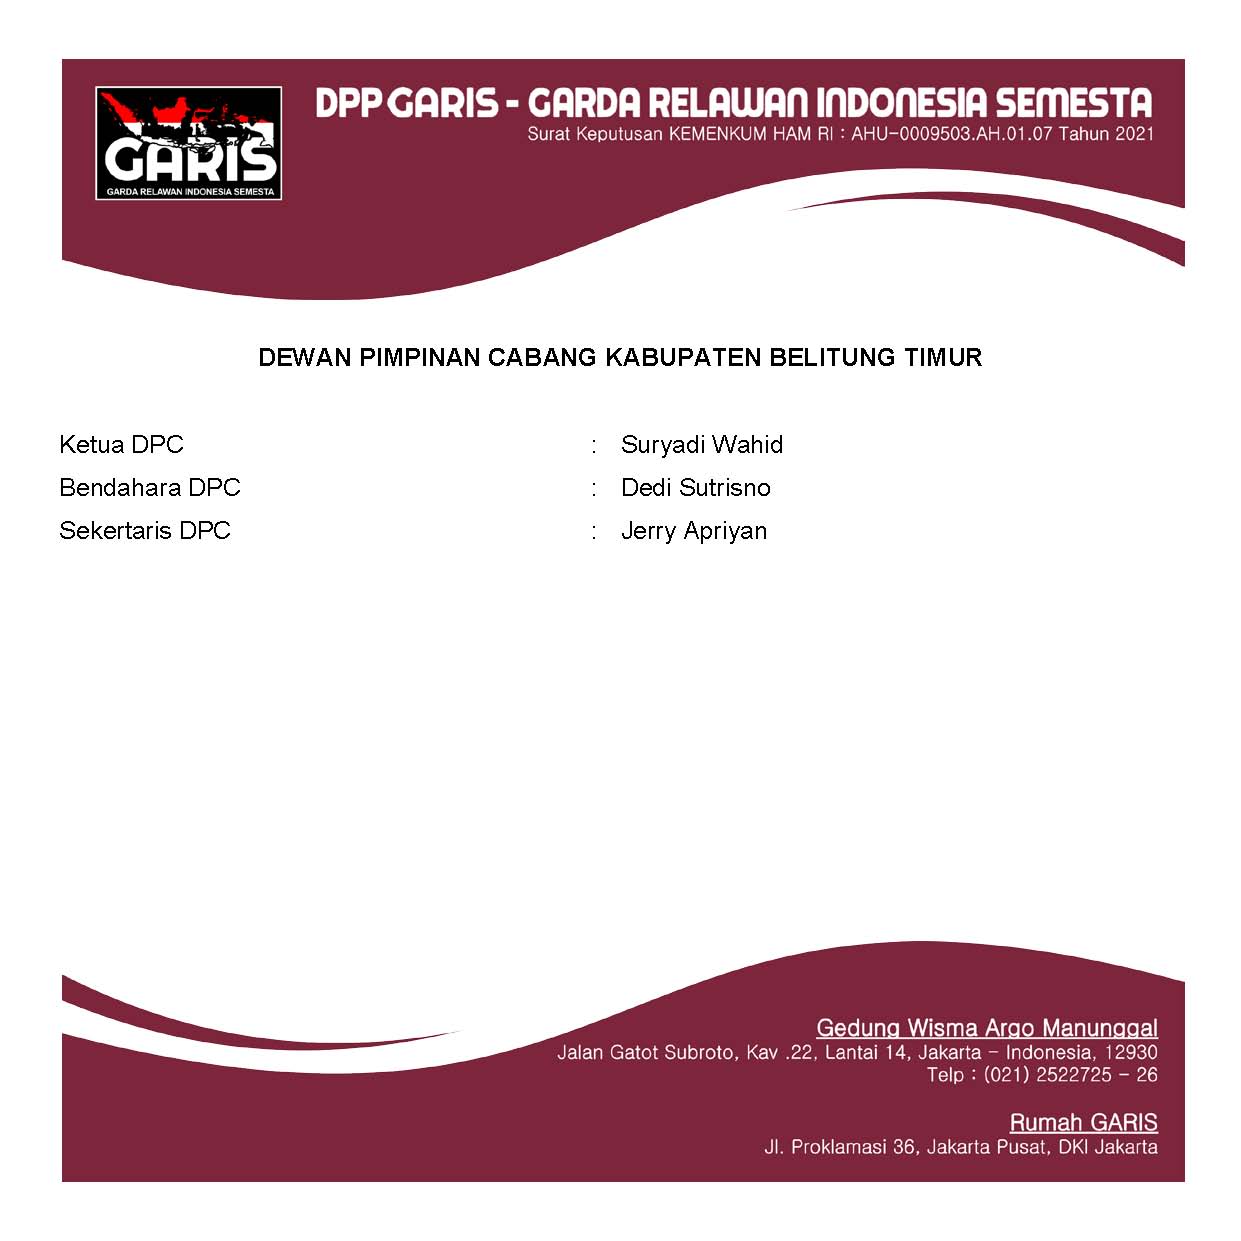 GARIS
GARDA RELAWAN INDONESIA SEMESTA
DPP GARIS - GARDA RELAWAN INDONESIA SEMESTA
Surat Keputusan KEMENKUM HAM RI : AHU-0009503.AH.01.07 Tahun 2021
DEWAN PIMPINAN CABANG KABUPATEN BELITUNG TIMUR
Ketua DPC : Suryadi Wahid
Bendahara DPC : Dedi Sutrisno
Sekertaris DPC : Jerry Apriyan
Gedung Wisma Argo Manunggal
Jalan Gatot Subroto, Kav .22, Lantai 14, Jakarta - Indonesia, 12930
Telp : (021) 2522725 - 26
Rumah GARIS
Jl. Proklamasi 36, Jakarta Pusat, DKI Jakarta